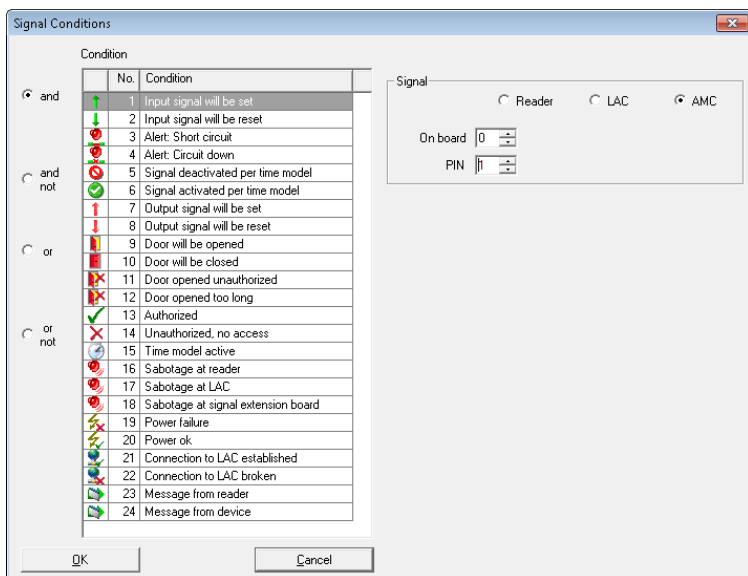 Signal Conditions
Condition
and
and not
or
or not
No. Condition
1 Input signal will be set
2 Input signal will be reset
3 Alert: Short circuit
4 Alert: Circuit down
5 Signal deactivated per time model
6 Signal activated per time model
7 Output signal will be set
8 Output signal will be reset
9 Door will be opened
10 Door will be closed
11 Door opened unauthorized
12 Door opened too long
13 Authorized
14 Unauthorized, no access
15 Time model active
16 Sabotage at reader
17 Sabotage at LAC
18 Sabotage at signal extension board
19 Power failure
20 Power ok
21 Connection to LAC established
22 Connection to LAC broken
23 Message from reader
24 Message from device
Signal
Reader LAC AMC
On board 0
PIN 1
OK Cancel